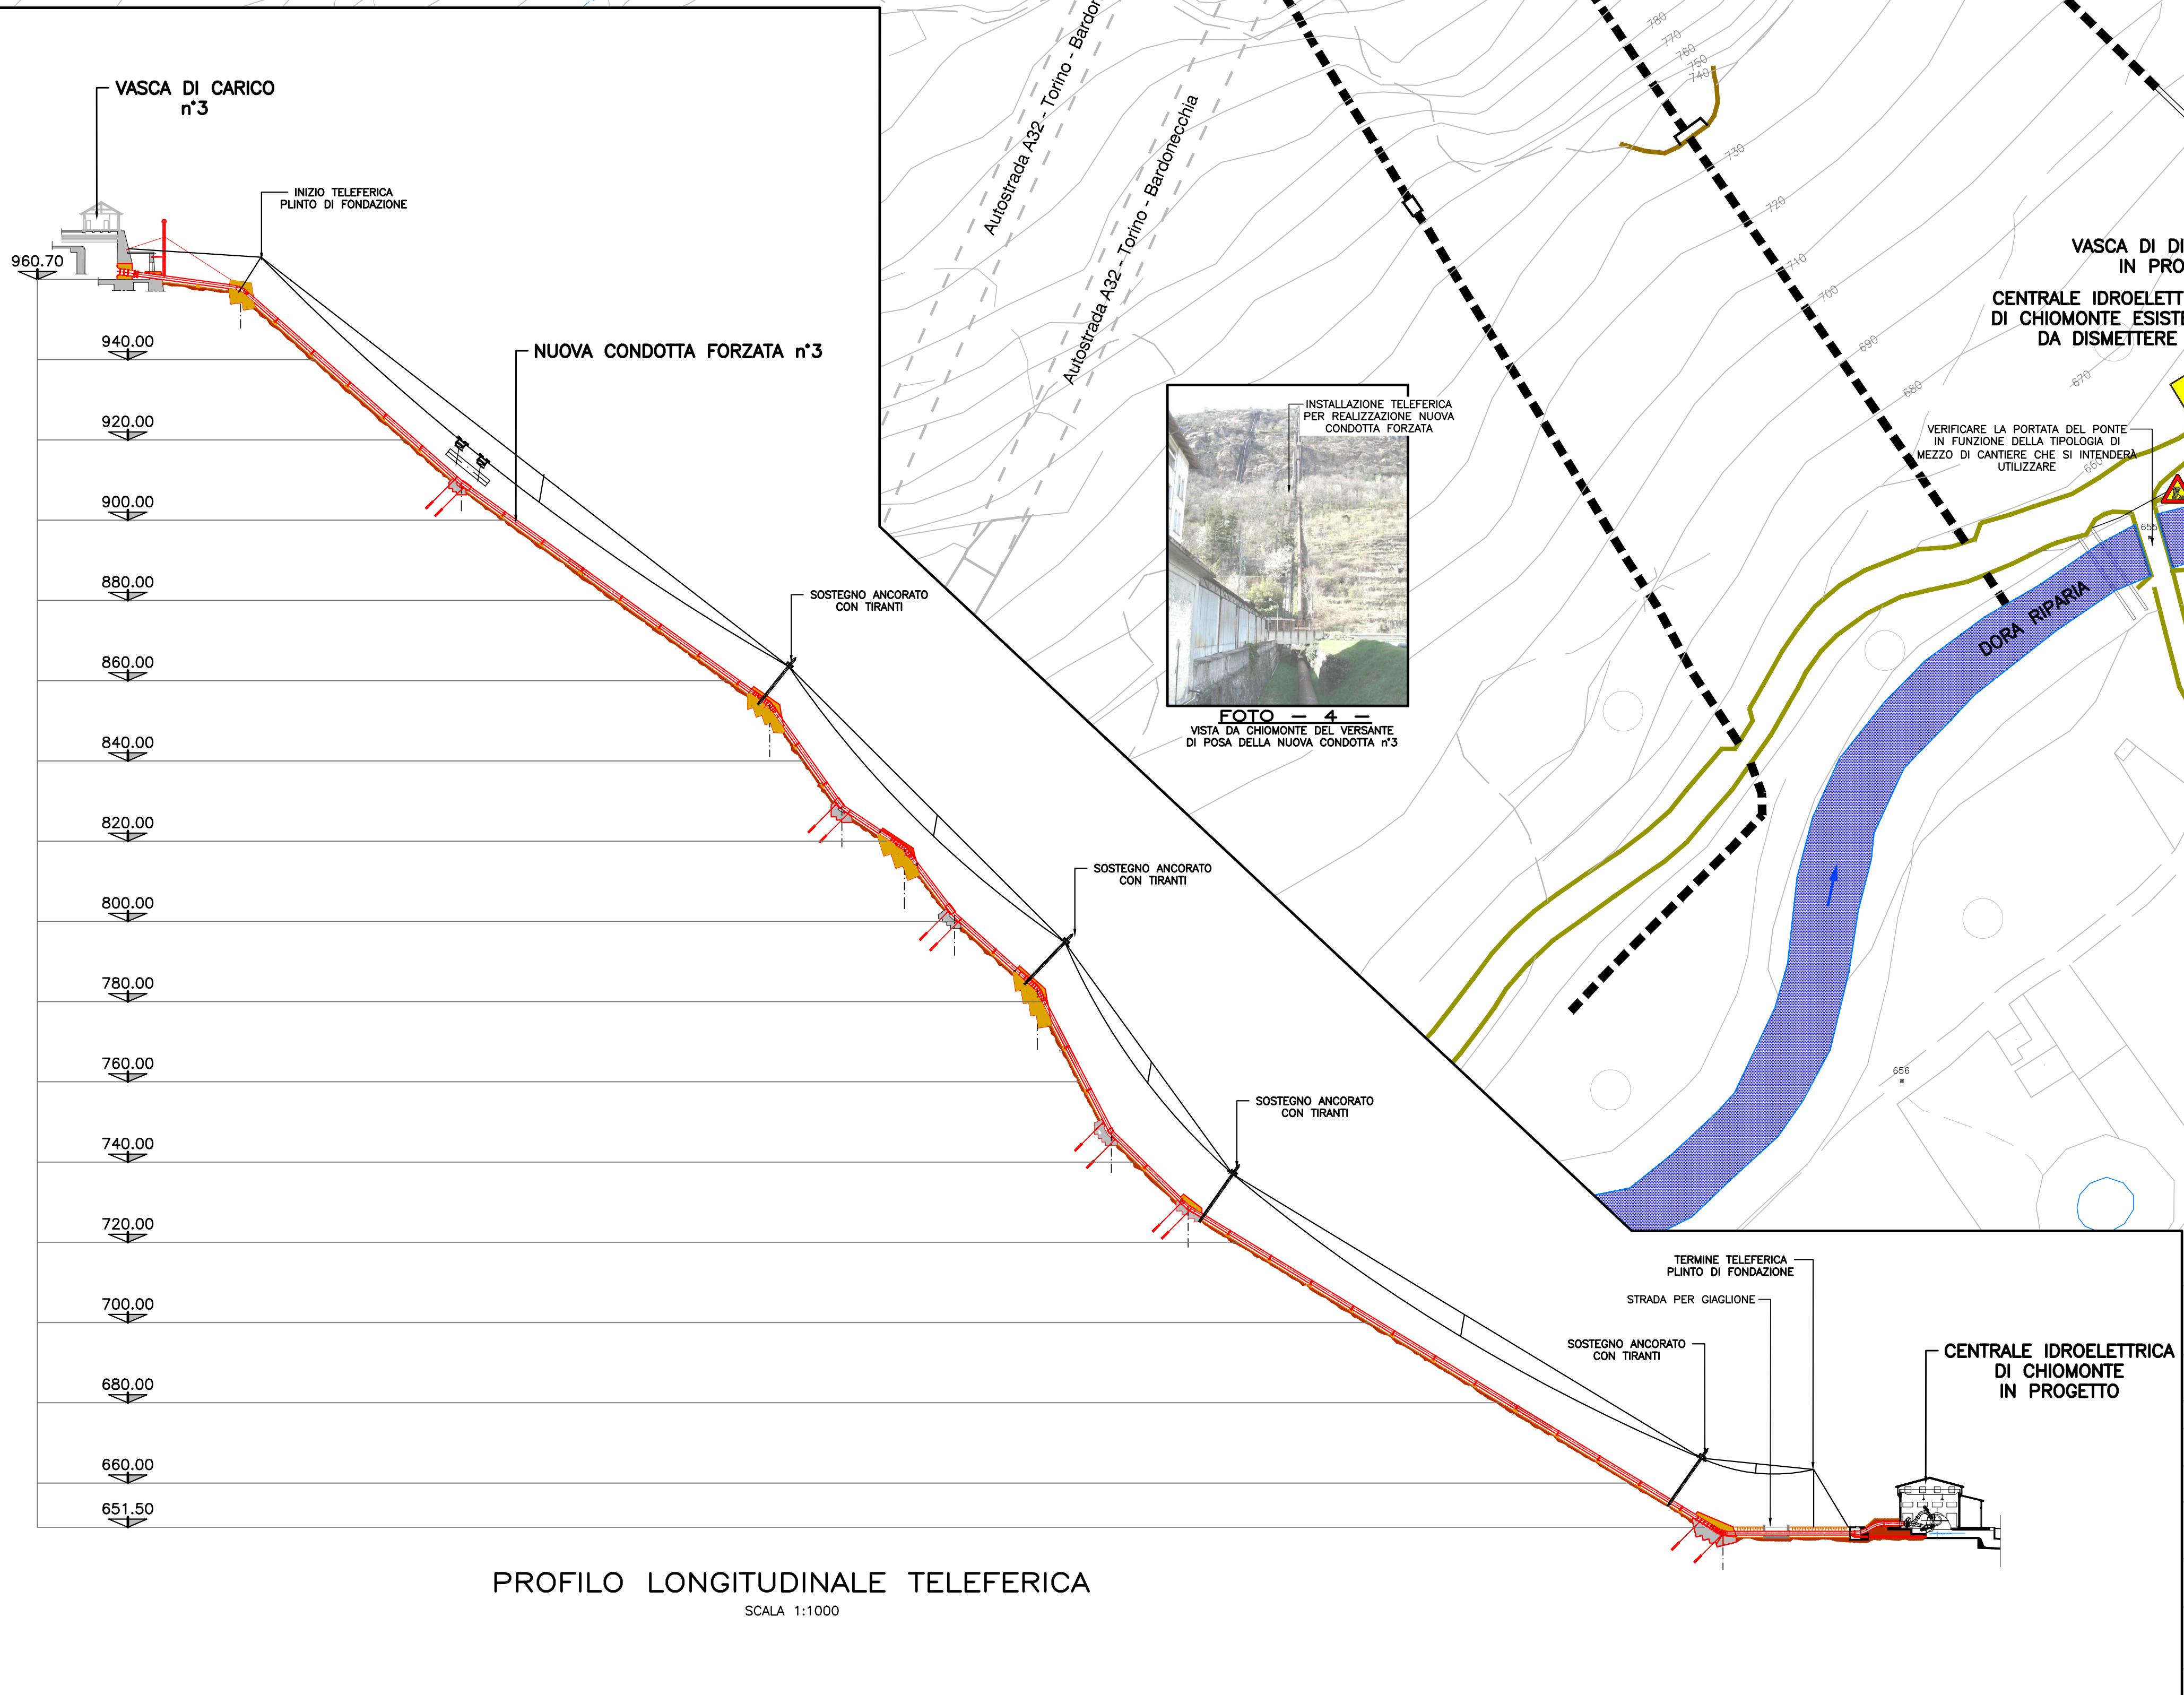 VASCA DI CARICO
n°3
INIZIO TELEFERICA
PLINTO DI FONDAZIONE
960.70
940.00
920.00
900.00
880.00
860.00
840.00
820.00
800.00
780.00
760.00
740.00
720.00
700.00
680.00
660.00
651.50
NUOVA CONDOTTA FORZATA n°3
SOSTEGNO ANCORATO
CON TIRANTI
SOSTEGNO ANCORATO
CON TIRANTI
SOSTEGNO ANCORATO
CON TIRANTI
TERMINE TELEFERICA
PLINTO DI FONDAZIONE
STRADA PER GIAGLIONE
SOSTEGNO ANCORATO
CON TIRANTI
CENTRALE IDROELETTRICA
DI CHIOMONTE
IN PROGETTO
PROFILO LONGITUDINALE TELEFERICA
SCALA 1:1000
Autostrada A32 - Torino - Bardon
Autostrada A32 - Torino - Bardonecchia
INSTALLAZIONE TELEFERICA
PER REALIZZAZIONE NUOVA
CONDOTTA FORZATA
FOTO - 4 -
VISTA DA CHIOMONTE DEL VERSANTE
DI POSA DELLA NUOVA CONDOTTA n°3
780
770
760
750
740
730
720
710
700
690
680
670
660
VASCA DI DI
IN PRO
CENTRALE IDROELETT
DI CHIOMONTE ESISTE
DA DISMETTERE
VERIFICARE LA PORTATA DEL PONTE
IN FUNZIONE DELLA TIPOLOGIA DI
MEZZO DI CANTIERE CHE SI INTENDERÀ
UTILIZZARE
655
DORA RIPARIA
656